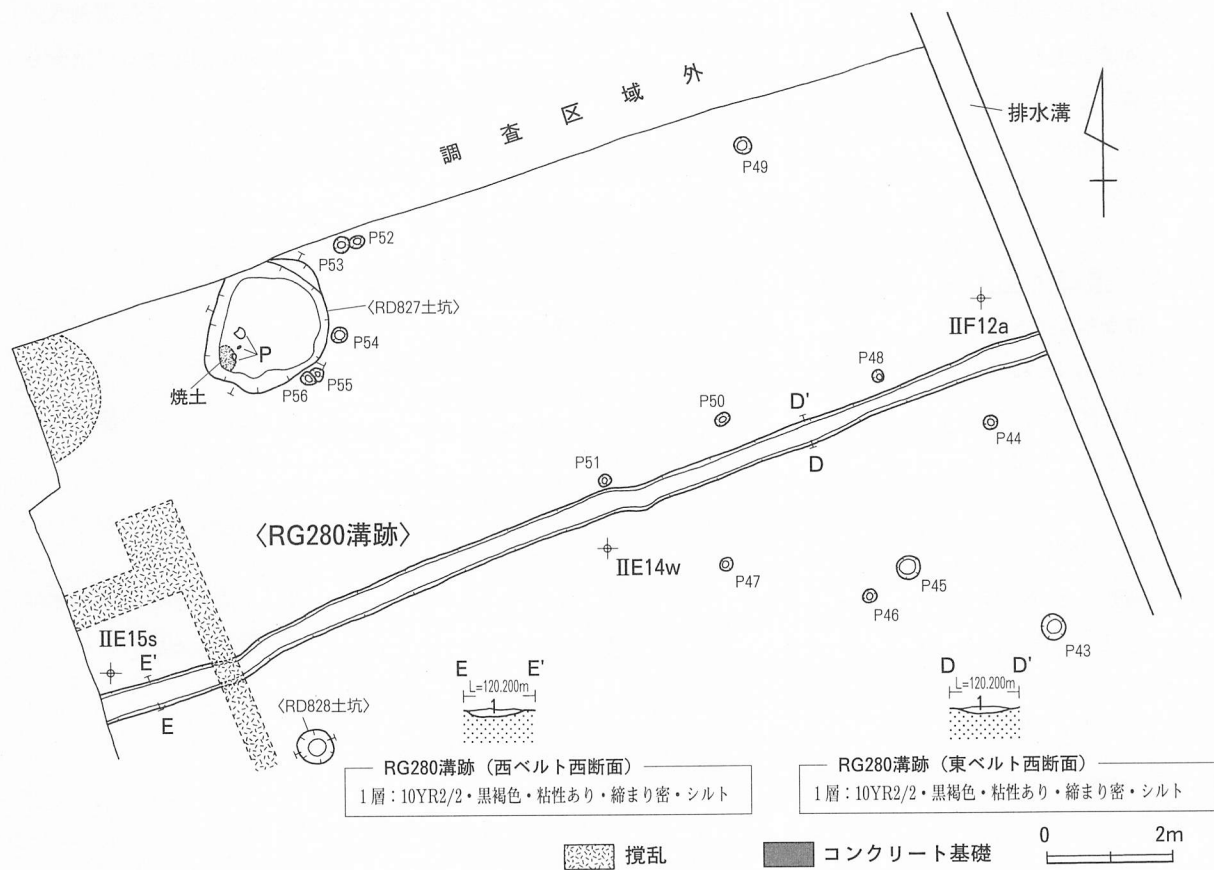 調査区域外
排水溝
P49
P52
P53
〈RD827土坑〉
ⅡF12a
P54
P
焼土
P48
P55
P56
P50
D'
P44
D
P51
〈RG280溝跡〉
ⅡE14w
P47
P45
P46
ⅡE15s
P43
E'
E
E E'
L=120.200m
1
D D'
L=120.200m
1
〈RD828土坑〉
RG280溝跡（西ベルト西断面）
1層：10YR2/2・黒褐色・粘性あり・締まり密・シルト
RG280溝跡（東ベルト西断面）
1層：10YR2/2・黒褐色・粘性あり・締まり密・シルト
撹乱
コンクリート基礎
0 2m